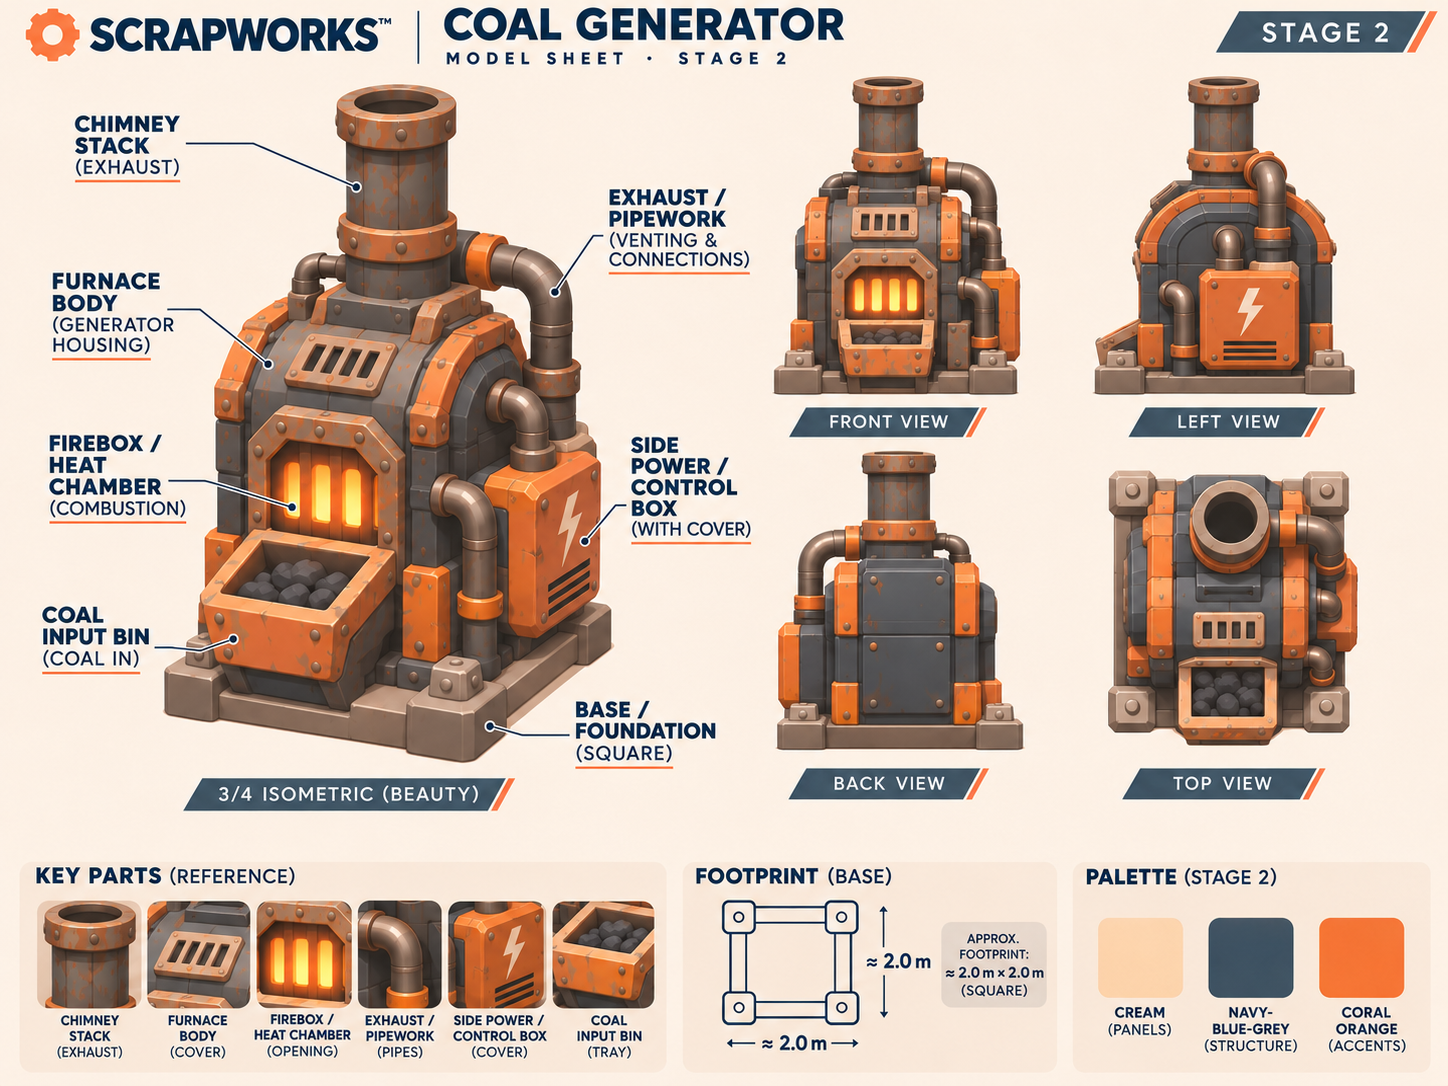 SCRAPWORKS™
COAL GENERATOR
MODEL SHEET · STAGE 2
STAGE 2
CHIMNEY
STACK
(EXHAUST)
FURNACE
BODY
(GENERATOR
HOUSING)
FIREBOX /
HEAT
CHAMBER
(COMBUSTION)
COAL
INPUT BIN
(COAL IN)
EXHAUST /
PIPEWORK
(VENTING &
CONNECTIONS)
SIDE
POWER /
CONTROL
BOX
(WITH COVER)
BASE /
FOUNDATION
(SQUARE)
3/4 ISOMETRIC (BEAUTY)
FRONT VIEW
LEFT VIEW
BACK VIEW
TOP VIEW
KEY PARTS (REFERENCE)
CHIMNEY
STACK
(EXHAUST)
FURNACE
BODY
(COVER)
FIREBOX /
HEAT CHAMBER
(OPENING)
EXHAUST /
PIPEWORK
(PIPES)
SIDE POWER /
CONTROL BOX
(COVER)
COAL
INPUT BIN
(TRAY)
FOOTPRINT (BASE)
≈ 2.0 m
≈ 2.0 m
APPROX.
FOOTPRINT:
≈ 2.0 m × 2.0 m
(SQUARE)
PALETTE (STAGE 2)
CREAM
(PANELS)
NAVY-
BLUE-GREY
(STRUCTURE)
CORAL
ORANGE
(ACCENTS)